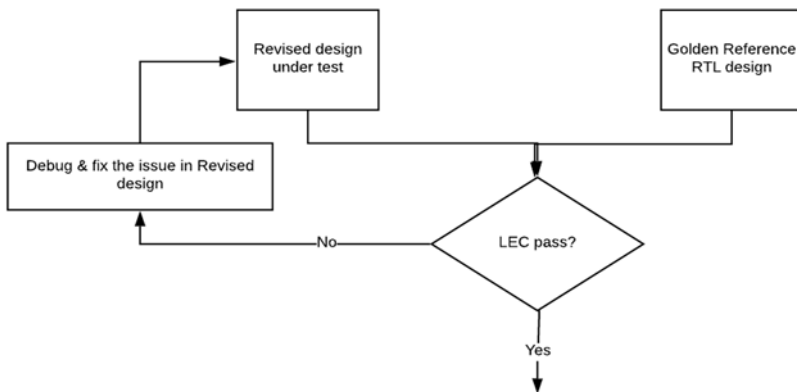 Revised design
under test
Golden Reference
RTL design
Debug & fix the issue in Revised
design
LEC pass?
No
Yes